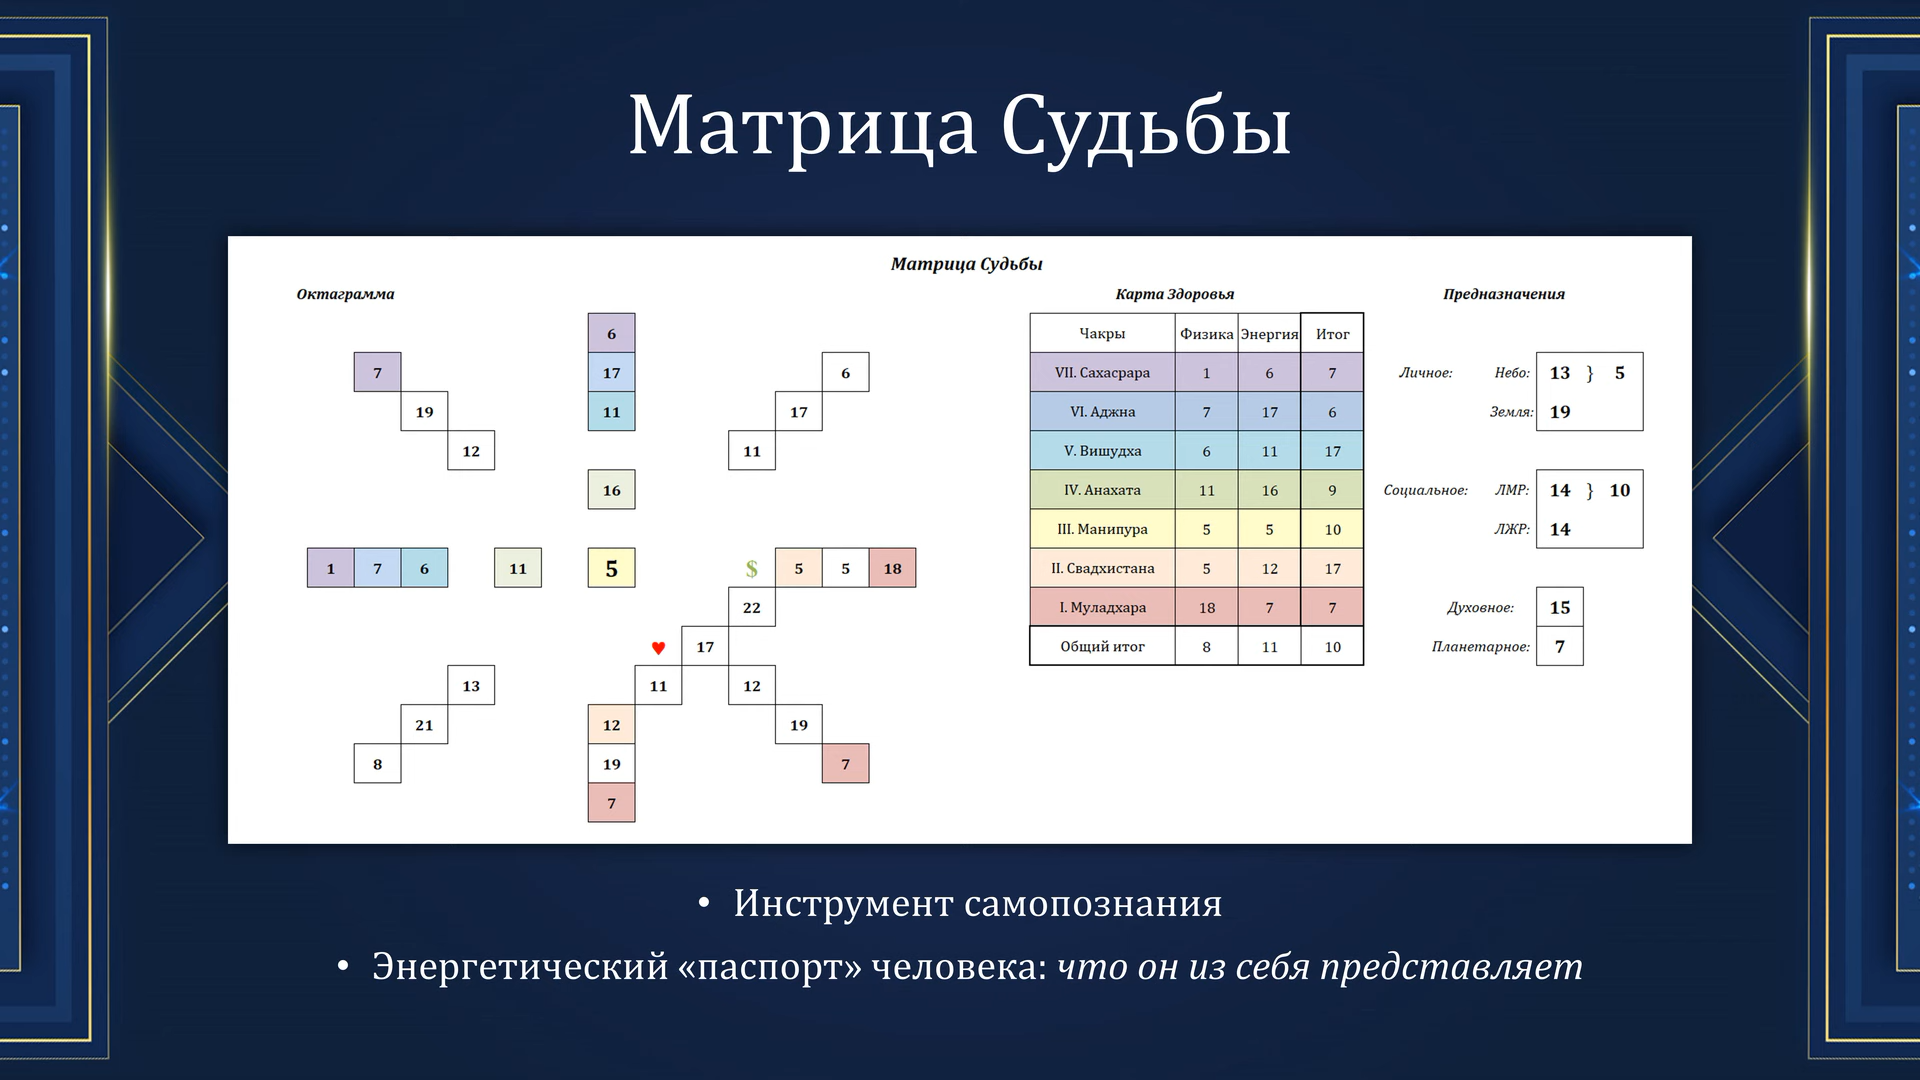 Матрица Судьбы
Матрица Судьбы
Октаграмма
6
7
17
6
19
11
17
12
11
16
1 7 6 11 5 $ 5 5 18
22
♥ 17
13 11 12
21 12 19
8 19 7
7
Карта Здоровья
Чакры Физика Энергия Итог
VII. Сахасрара 1 6 7
VI. Аджна 7 17 6
V. Вишудха 6 11 17
IV. Анахата 11 16 9
III. Манипура 5 5 10
II. Свадхистана 5 12 17
I. Муладхара 18 7 7
Общий итог 8 11 10
Предназначения
Личное: Небо: 13 } 5
Земля: 19
Социальное: ЛМР: 14 } 10
ЛЖР: 14
Духовное: 15
Планетарное: 7
• Инструмент самопознания
• Энергетический «паспорт» человека: что он из себя представляет